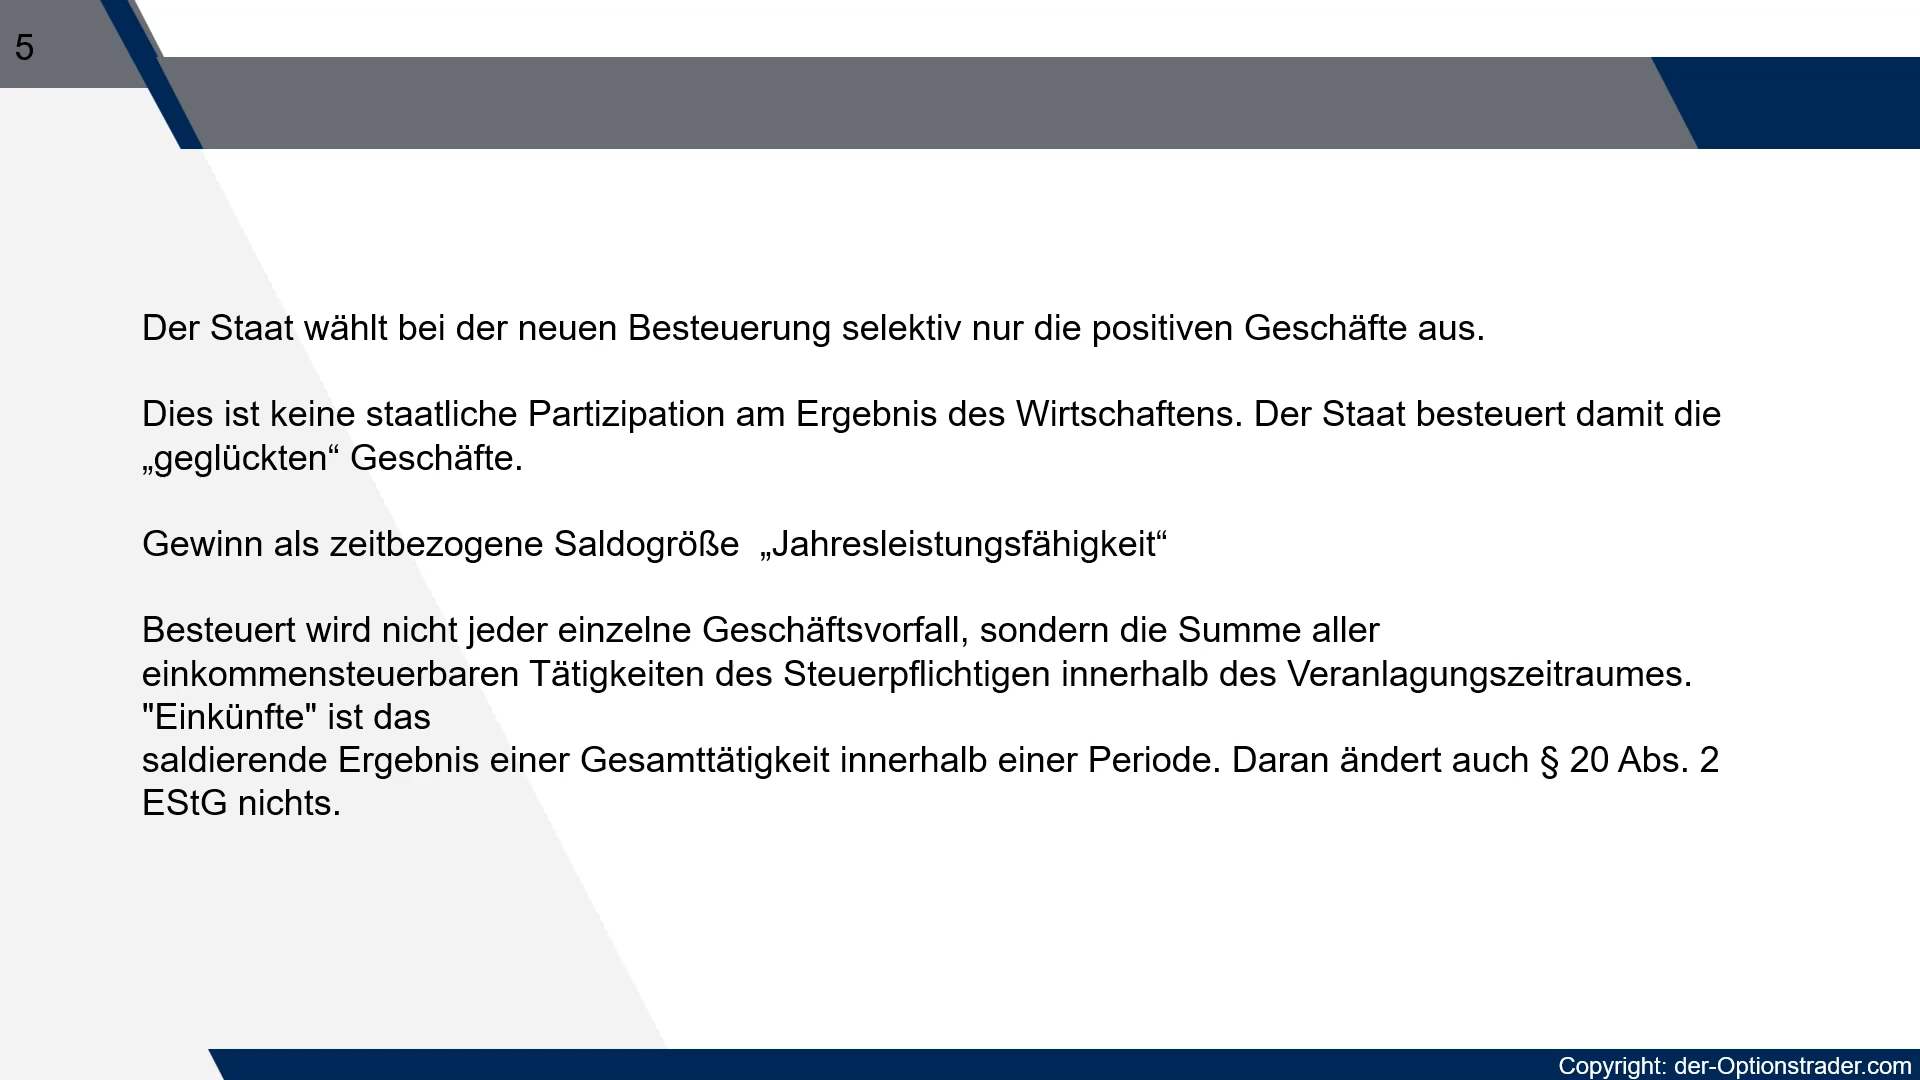 5
Der Staat wählt bei der neuen Besteuerung selektiv nur die positiven Geschäfte aus.
Dies ist keine staatliche Partizipation am Ergebnis des Wirtschaftens. Der Staat besteuert damit die
„geglückten“ Geschäfte.
Gewinn als zeitbezogene Saldogröße  „Jahresleistungsfähigkeit“
Besteuert wird nicht jeder einzelne Geschäftsvorfall, sondern die Summe aller
einkommensteuerbaren Tätigkeiten des Steuerpflichtigen innerhalb des Veranlagungszeitraumes.
"Einkünfte" ist das
saldierende Ergebnis einer Gesamttätigkeit innerhalb einer Periode. Daran ändert auch § 20 Abs. 2
EStG nichts.
Copyright: der-Optionstrader.com